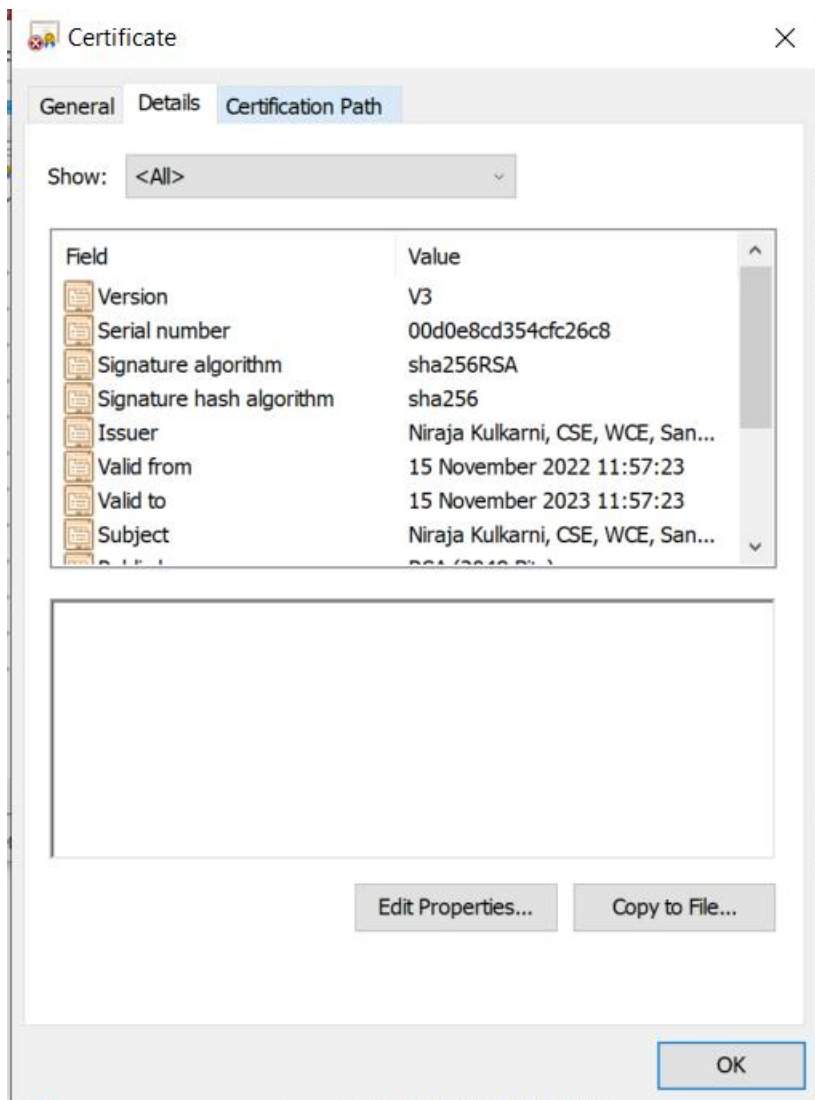 Certificate
General Details Certification Path
Show: <All>
Field Value
Version V3
Serial number 00d0e8cd354cfc26c8
Signature algorithm sha256RSA
Signature hash algorithm sha256
Issuer Niraja Kulkarni, CSE, WCE, San...
Valid from 15 November 2022 11:57:23
Valid to 15 November 2023 11:57:23
Subject Niraja Kulkarni, CSE, WCE, San...
Edit Properties... Copy to File...
OK